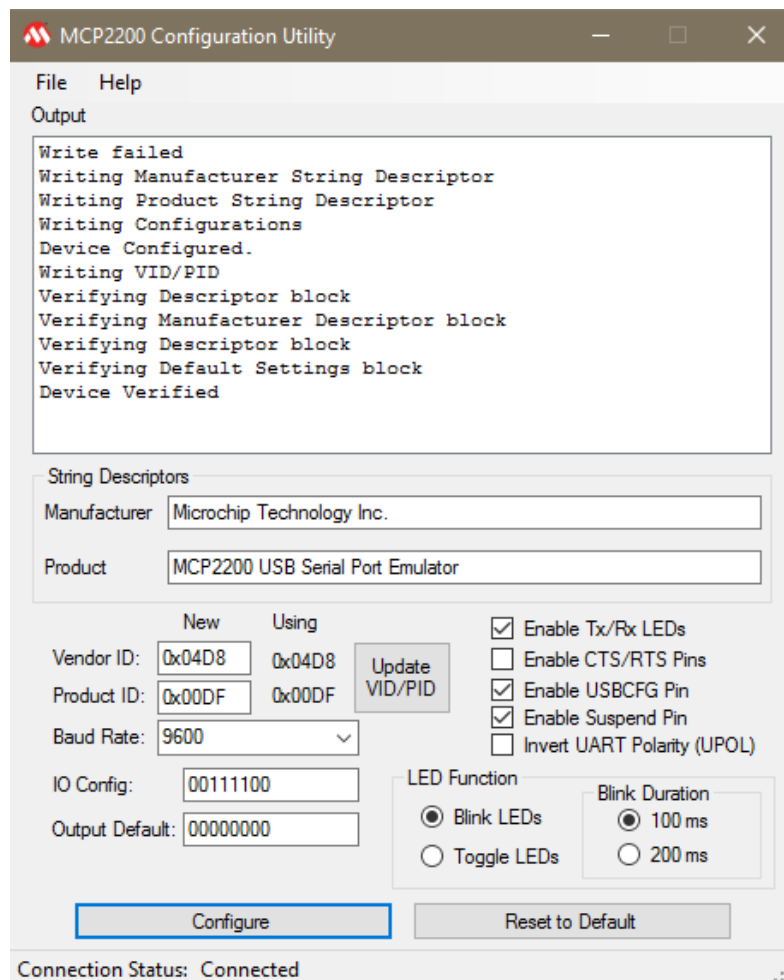 MCP2200 Configuration Utility
File Help
Output
Write failed
Writing Manufacturer String Descriptor
Writing Product String Descriptor
Writing Configurations
Device Configured.
Writing VID/PID
Verifying Descriptor block
Verifying Manufacturer Descriptor block
Verifying Descriptor block
Verifying Default Settings block
Device Verified
String Descriptors
Manufacturer Microchip Technology Inc.
Product MCP2200 USB Serial Port Emulator
New Using
Vendor ID: 0x04D8 0x04D8
Product ID: 0x00DF 0x00DF
Update
VID/PID
Baud Rate: 9600
IO Config: 00111100
Output Default: 00000000
Enable Tx/Rx LEDs
Enable CTS/RTS Pins
Enable USBCFG Pin
Enable Suspend Pin
Invert UART Polarity (UPOL)
LED Function
Blink LEDs
Toggle LEDs
Blink Duration
100 ms
200 ms
Configure Reset to Default
Connection Status: Connected